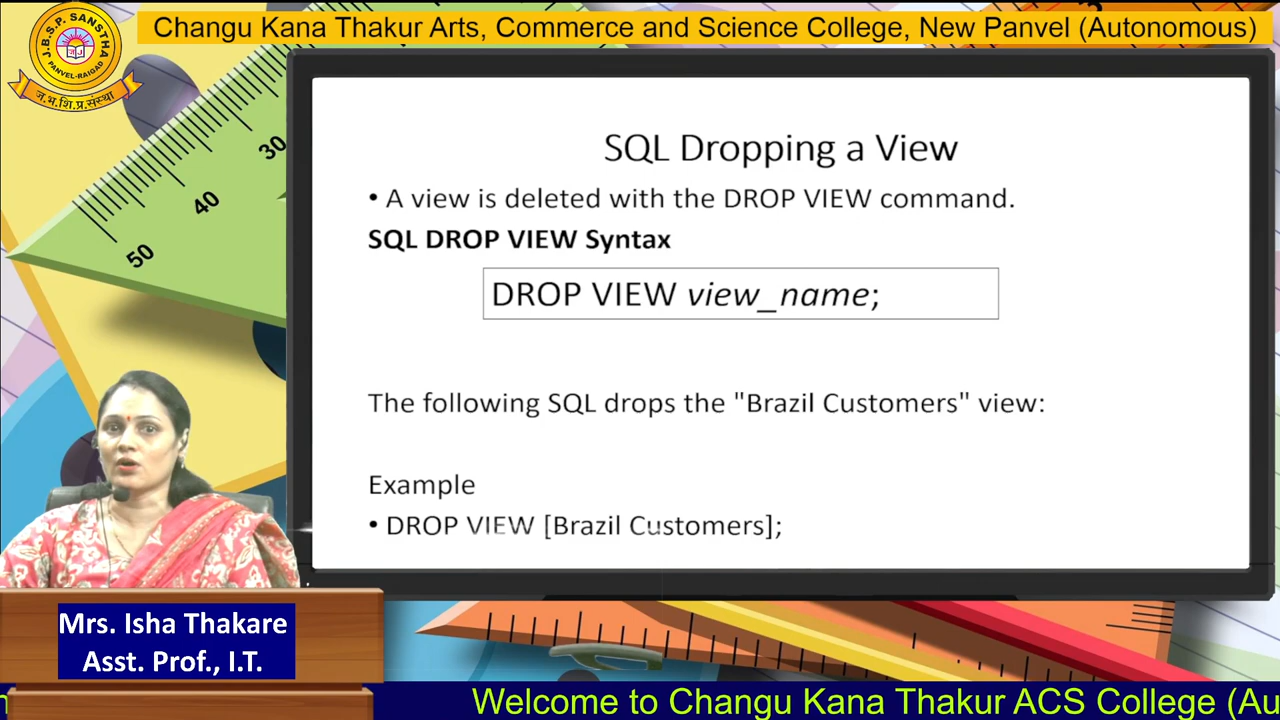 Changu Kana Thakur Arts, Commerce and Science College, New Panvel (Autonomous)
J.B.S.P. SANSTHA
PANVEL-RAIGAD
ज.भ.शि.प्र.संस्था
30
40
50
SQL Dropping a View
• A view is deleted with the DROP VIEW command.
SQL DROP VIEW Syntax
DROP VIEW view_name;
The following SQL drops the "Brazil Customers" view:
Example
• DROP VIEW [Brazil Customers];
Mrs. Isha Thakare
Asst. Prof., I.T.
Welcome to Changu Kana Thakur ACS College (Au